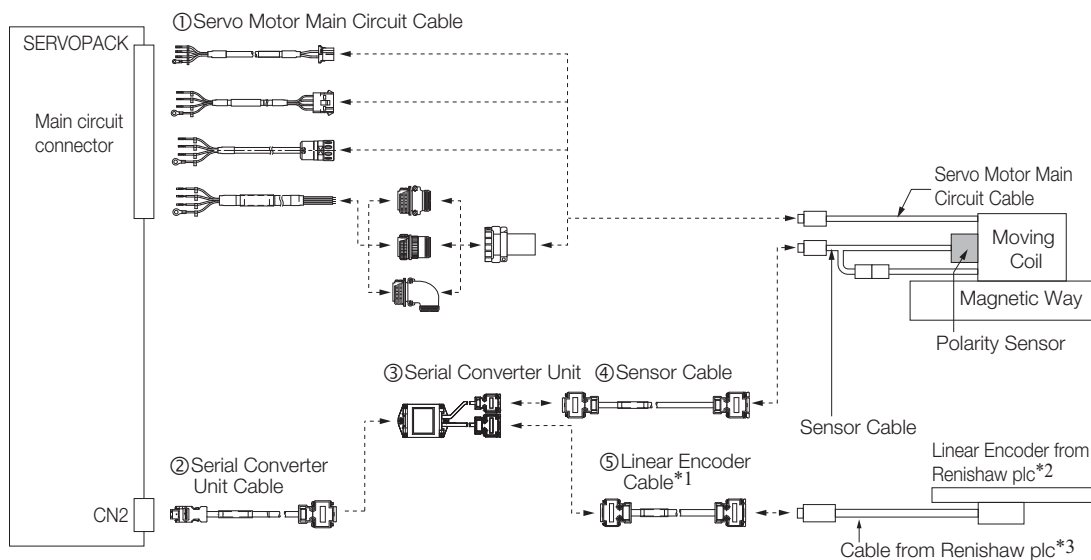 ①Servo Motor Main Circuit Cable
SERVOPACK
Main circuit
connector
Servo Motor Main
Circuit Cable
Moving
Coil
Magnetic Way
Polarity Sensor
③Serial Converter Unit
④Sensor Cable
Sensor Cable
②Serial Converter
Unit Cable
CN2
⑤Linear Encoder
Cable*1
Linear Encoder from
Renishaw plc*2
Cable from Renishaw plc*3